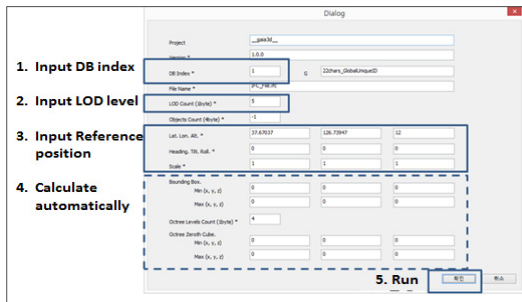 Dialog
Project
__gaia3d__
Version *
1.0.0
1. Input DB index
DB Index *
1
G
22chars_GlobalUniqueID
File Name *
2. Input LOD level
LOD Count (1byte) *
5
Objects Count (4byte) *
-1
3. Input Reference position
Lat. Lon. Alt. *
37.67037
126.73947
12
Heading. Tilt. Roll. *
0
0
0
Scale *
1
1
1
4. Calculate automatically
Bounding Box.
Min (x, y, z)
0
0
0
Max (x, y, z)
0
0
0
Octree Levels Count (1byte) *
4
Octree Zeroth Cube.
Min (x, y, z)
0
0
0
Max (x, y, z)
0
0
0
5. Run
확인
취소